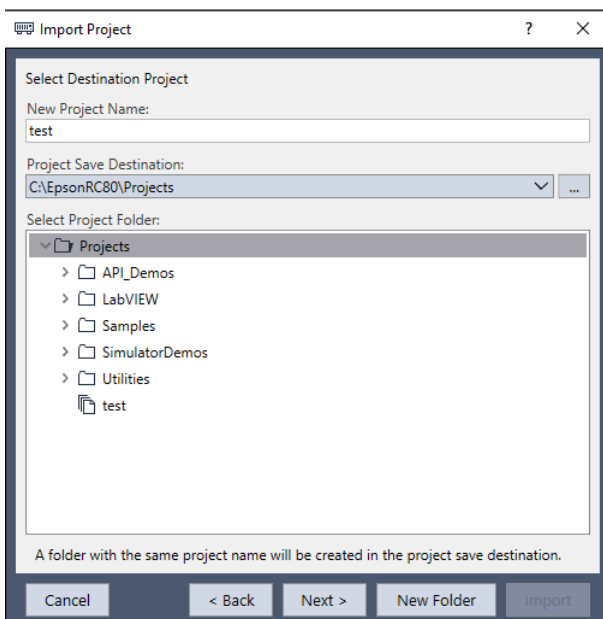 Import Project
?
Select Destination Project
New Project Name:
test
Project Save Destination:
C:\EpsonRC80\Projects
...
Select Project Folder:
Projects
API_Demos
LabVIEW
Samples
SimulatorDemos
Utilities
test
A folder with the same project name will be created in the project save destination.
Cancel
< Back
Next >
New Folder
Import